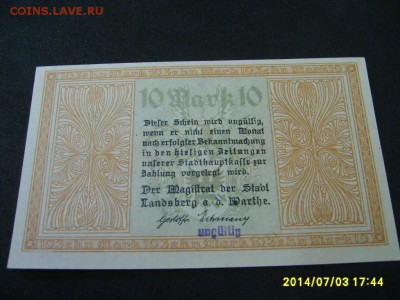 COINS.LAVE.RU
10 Mark 10
Dieser Schein wird ungültig,
wenn er nicht einen Monat
nach erfolgter Bekanntmachung
in den hiesigen Zeitungen
unserer Stadthauptkasse zur
Zahlung vorgelegt wird.
Der Magistrat der Stadt
Landsberg a. d. Warthe.
ungültig
2014/07/03 17:44